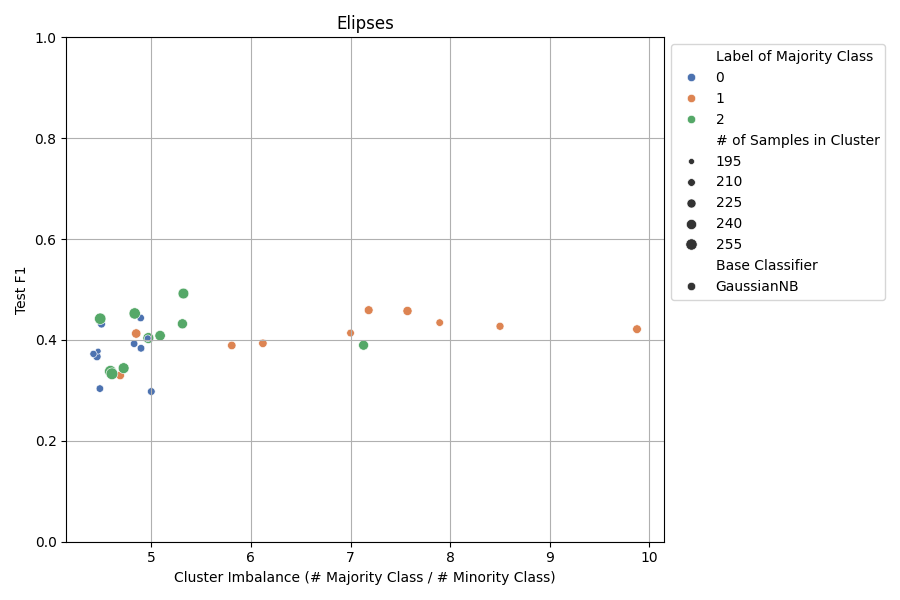 Elipses
1.0
0.8
0.6
0.4
0.2
0.0
Test F1
5 6 7 8 9 10
Cluster Imbalance (# Majority Class / # Minority Class)
Label of Majority Class
0
1
2
# of Samples in Cluster
195
210
225
240
255
Base Classifier
GaussianNB